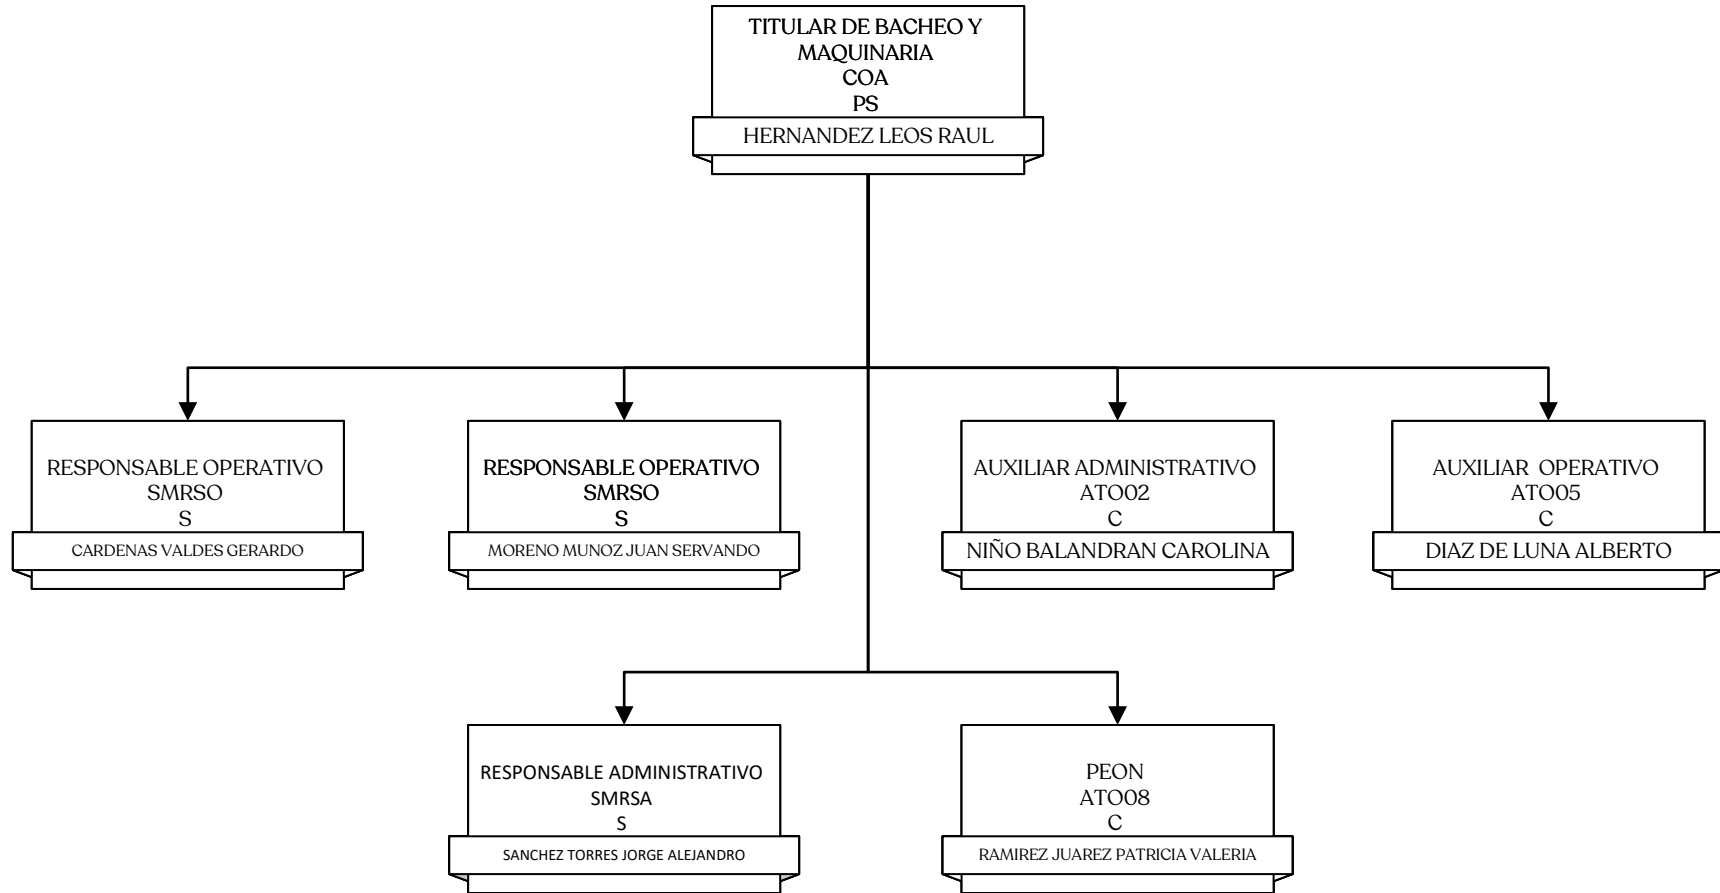 TITULAR DE BACHEO Y
MAQUINARIA
COA
PS
HERNANDEZ LEOS RAUL
RESPONSABLE OPERATIVO
SMRSO
S
CARDENAS VALDES GERARDO
RESPONSABLE OPERATIVO
SMRSO
S
MORENO MUNOZ JUAN SERVANDO
AUXILIAR ADMINISTRATIVO
ATO02
C
NIÑO BALANDRAN CAROLINA
AUXILIAR OPERATIVO
ATO05
C
DIAZ DE LUNA ALBERTO
RESPONSABLE ADMINISTRATIVO
SMRSA
S
SANCHEZ TORRES JORGE ALEJANDRO
PEON
ATO08
C
RAMIREZ JUAREZ PATRICIA VALERIA